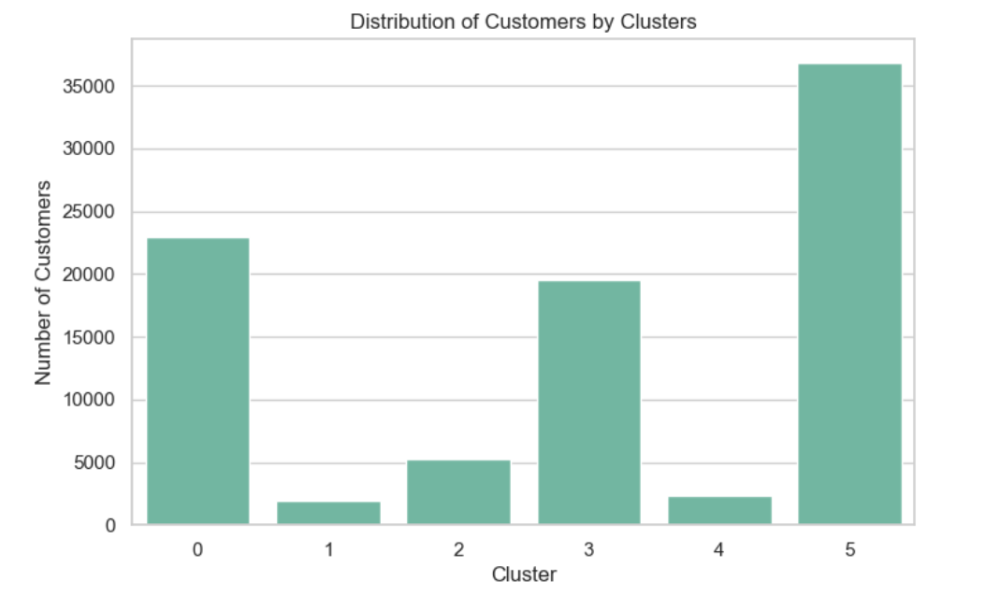 Distribution of Customers by Clusters
Number of Customers
35000
30000
25000
20000
15000
10000
5000
0
0 1 2 3 4 5
Cluster